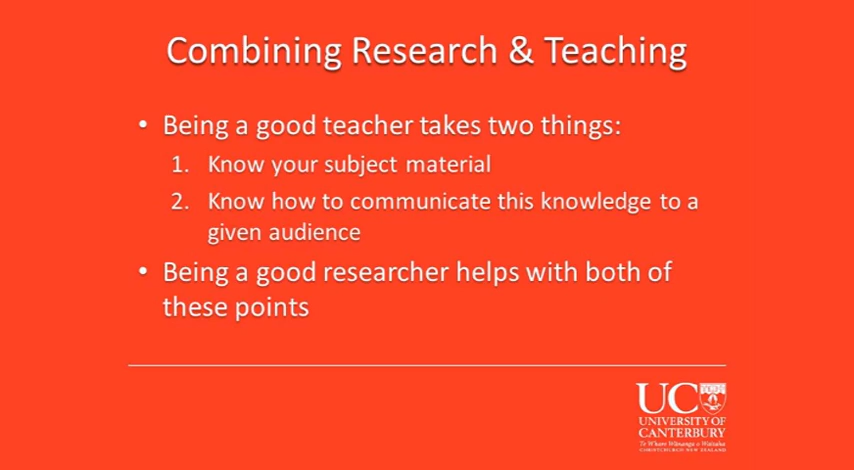 Combining Research & Teaching
• Being a good teacher takes two things:
1. Know your subject material
2. Know how to communicate this knowledge to a
given audience
• Being a good researcher helps with both of
these points
UC
UNIVERSITY OF
CANTERBURY
Te Whare Wānanga o Waitaha
CHRISTCHURCH NEW ZEALAND